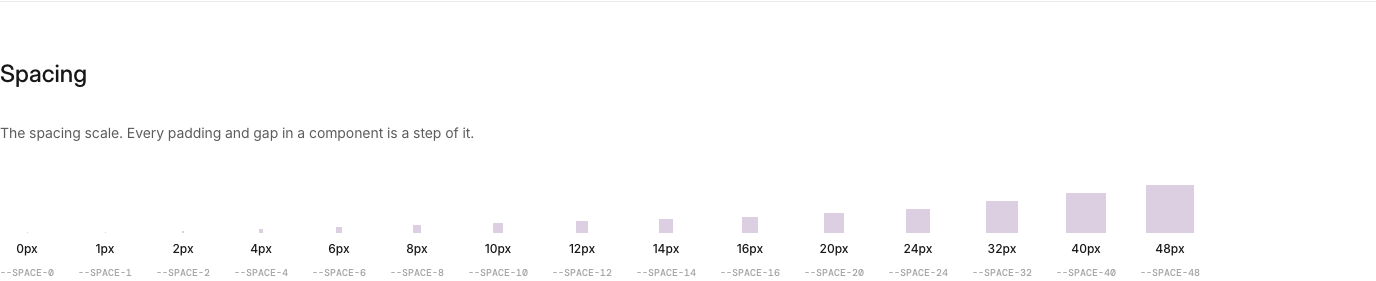 Spacing
The spacing scale. Every padding and gap in a component is a step of it.
0px 1px 2px 4px 6px 8px 10px 12px 14px 16px 20px 24px 32px 40px 48px
--SPACE-0 --SPACE-1 --SPACE-2 --SPACE-4 --SPACE-6 --SPACE-8 --SPACE-10 --SPACE-12 --SPACE-14 --SPACE-16 --SPACE-20 --SPACE-24 --SPACE-32 --SPACE-40 --SPACE-48